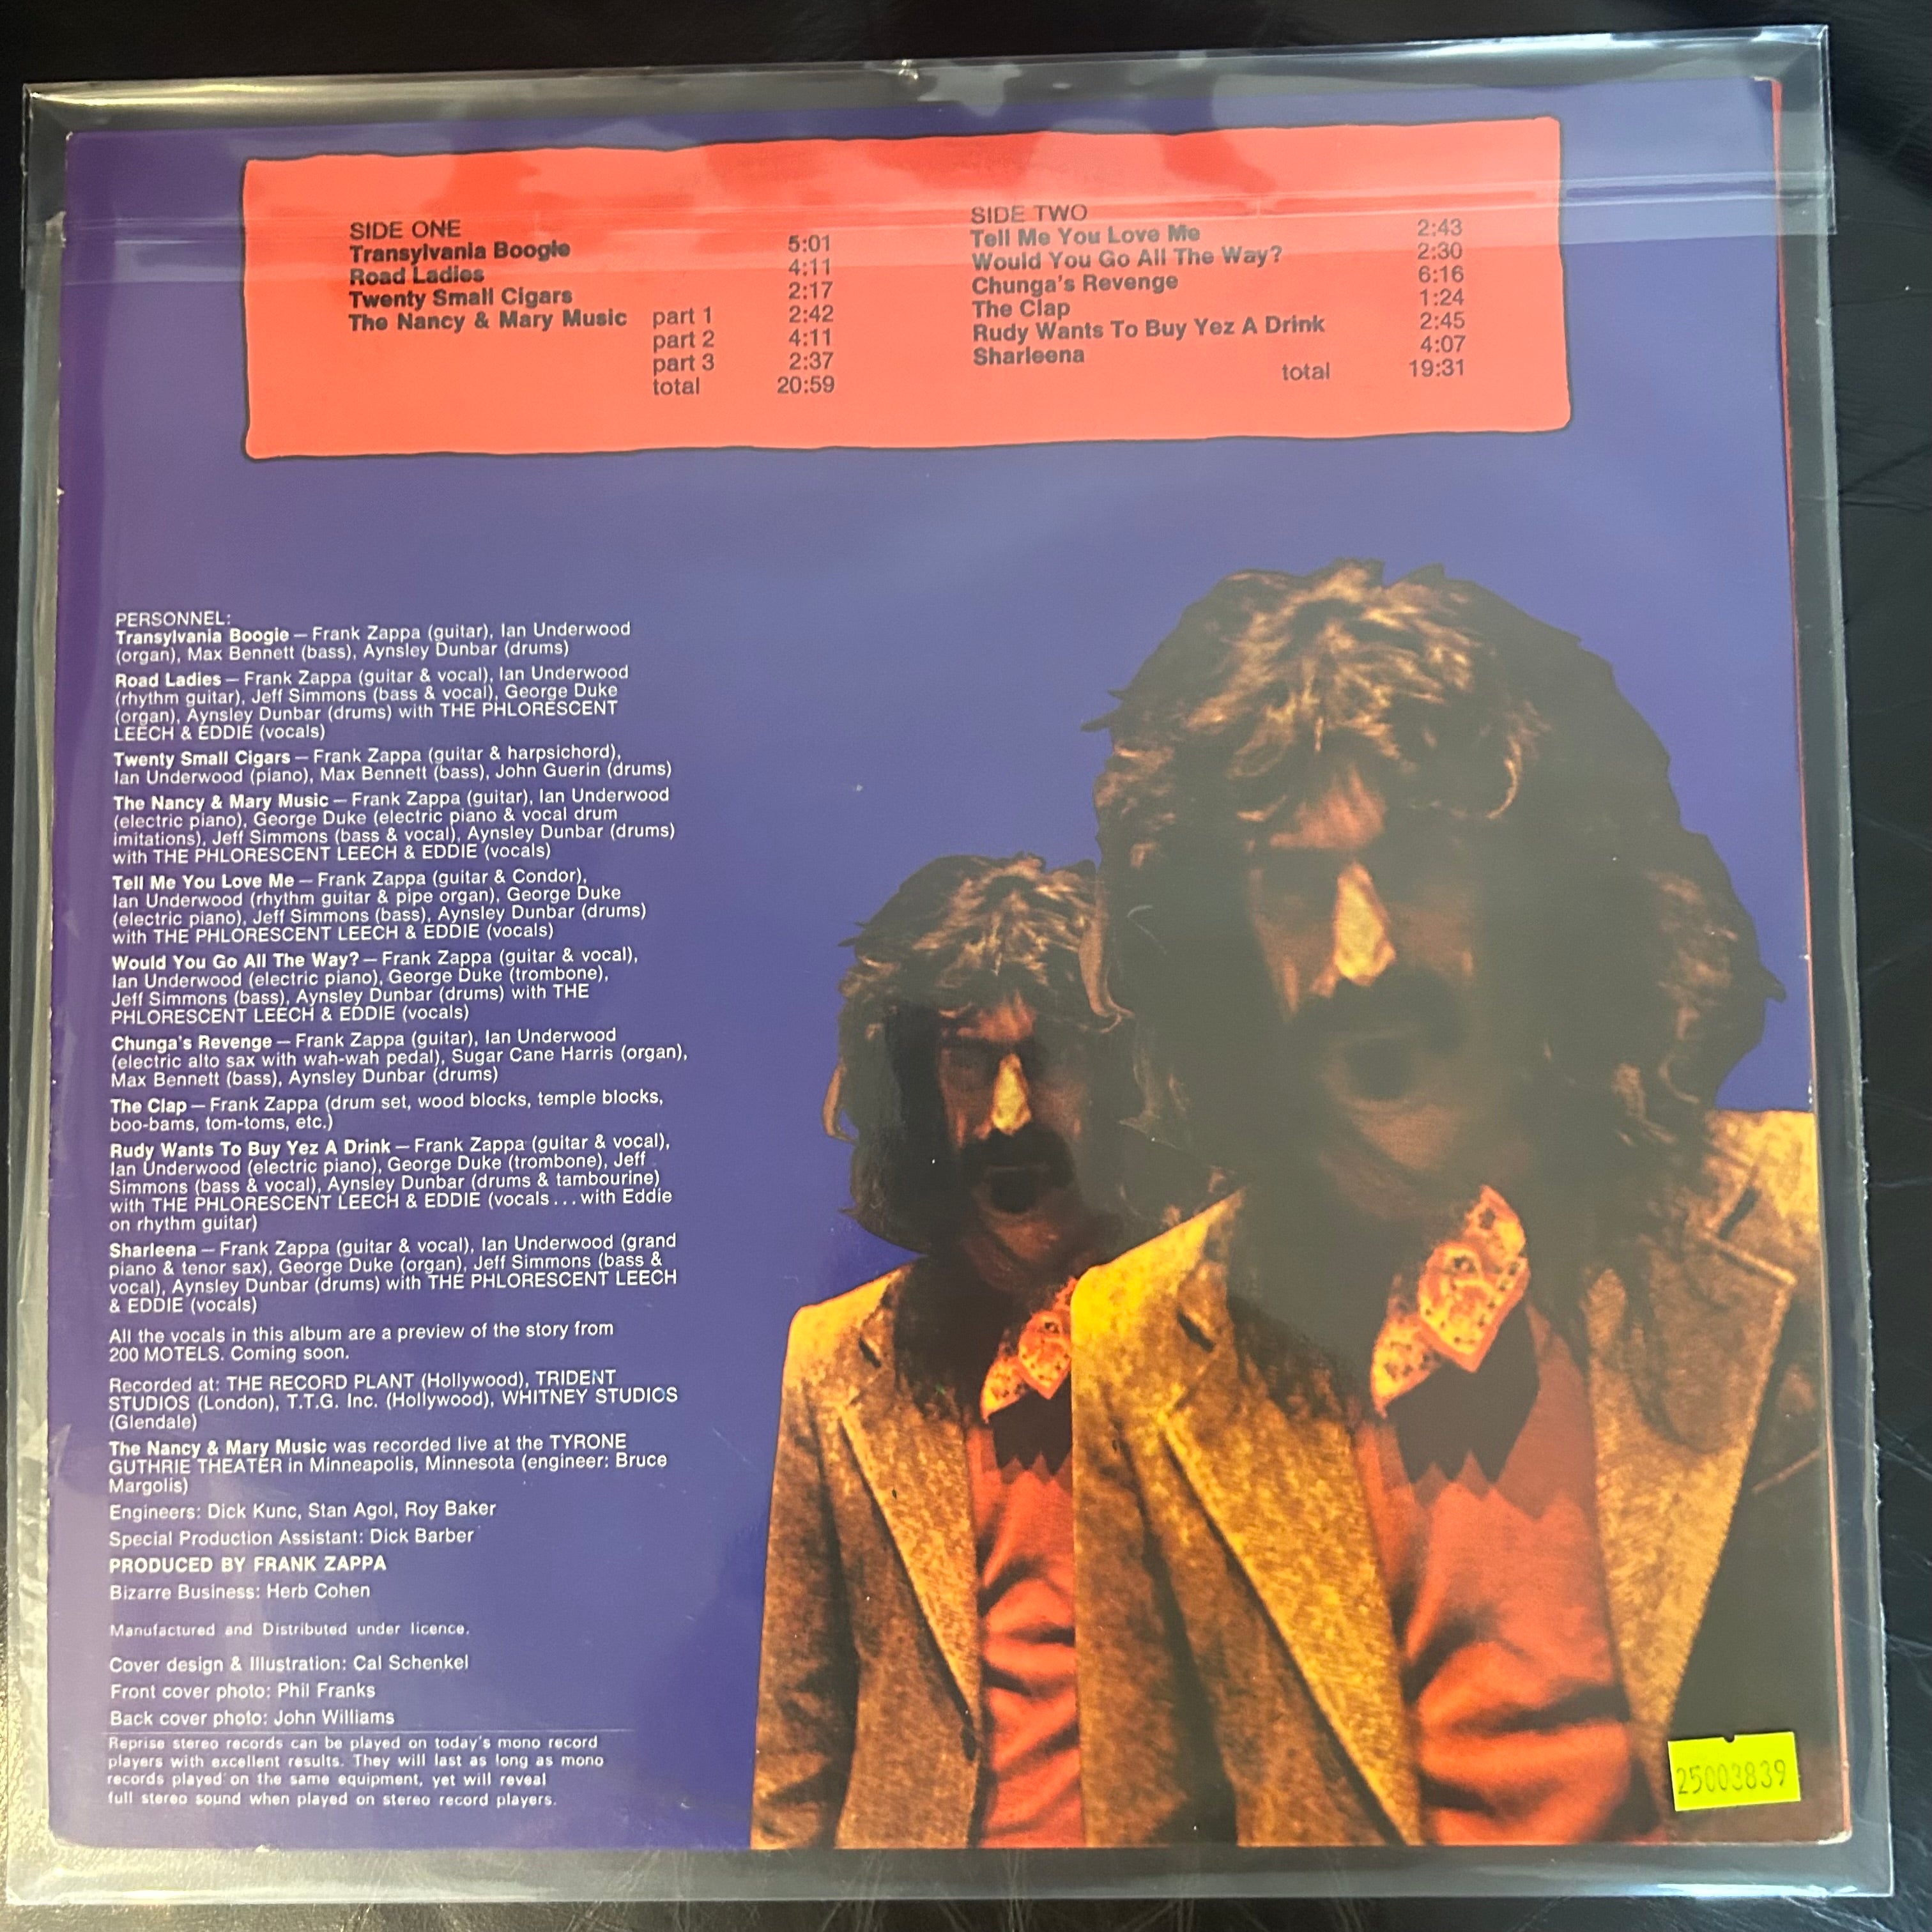 SIDE ONE
Transylvania Boogie 5:01
Road Ladies 4:11
Twenty Small Cigars 2:17
The Nancy & Mary Music part 1 2:42
part 2 4:11
part 3 2:37
total 20:59
SIDE TWO
Tell Me You Love Me 2:43
Would You Go All The Way? 2:30
Chunga's Revenge 6:16
The Clap 1:24
Rudy Wants To Buy Yez A Drink 2:45
Sharleena 4:07
total 19:31
PERSONNEL:
Transylvania Boogie — Frank Zappa (guitar), Ian Underwood
(organ), Max Bennett (bass), Aynsley Dunbar (drums)
Road Ladies — Frank Zappa (guitar & vocal), Ian Underwood
(rhythm guitar), Jeff Simmons (bass & vocal), George Duke
(organ), Aynsley Dunbar (drums) with THE PHLORESCENT
LEECH & EDDIE (vocals)
Twenty Small Cigars — Frank Zappa (guitar & harpsichord),
Ian Underwood (piano), Max Bennett (bass), John Guerin (drums)
The Nancy & Mary Music — Frank Zappa (guitar), Ian Underwood
(electric piano), George Duke (electric piano & vocal drum
imitations), Jeff Simmons (bass & vocal), Aynsley Dunbar (drums)
with THE PHLORESCENT LEECH & EDDIE (vocals)
Tell Me You Love Me — Frank Zappa (guitar & Condor),
Ian Underwood (rhythm guitar & pipe organ), George Duke
(electric piano), Jeff Simmons (bass), Aynsley Dunbar (drums)
with THE PHLORESCENT LEECH & EDDIE (vocals)
Would You Go All The Way? — Frank Zappa (guitar & vocal),
Ian Underwood (electric piano), George Duke (trombone),
Jeff Simmons (bass), Aynsley Dunbar (drums) with THE
PHLORESCENT LEECH & EDDIE (vocals)
Chunga's Revenge — Frank Zappa (guitar), Ian Underwood
(electric alto sax with wah-wah pedal), Sugar Cane Harris (organ),
Max Bennett (bass), Aynsley Dunbar (drums)
The Clap — Frank Zappa (drum set, wood blocks, temple blocks,
boo-bams, tom-toms, etc.)
Rudy Wants To Buy Yez A Drink — Frank Zappa (guitar & vocal),
Ian Underwood (electric piano), George Duke (trombone), Jeff
Simmons (bass & vocal), Aynsley Dunbar (drums & tambourine)
with THE PHLORESCENT LEECH & EDDIE (vocals . . . with Eddie
on rhythm guitar)
Sharleena — Frank Zappa (guitar & vocal), Ian Underwood (grand
piano & tenor sax), George Duke (organ), Jeff Simmons (bass &
vocal), Aynsley Dunbar (drums) with THE PHLORESCENT LEECH
& EDDIE (vocals)
All the vocals in this album are a preview of the story from
200 MOTELS. Coming soon.
Recorded at: THE RECORD PLANT (Hollywood), TRIDENT
STUDIOS (London), T.T.G. Inc. (Hollywood), WHITNEY STUDIOS
(Glendale)
The Nancy & Mary Music was recorded live at the TYRONE
GUTHRIE THEATER in Minneapolis, Minnesota (engineer: Bruce
Margolis)
Engineers: Dick Kunc, Stan Agol, Roy Baker
Special Production Assistant: Dick Barber
PRODUCED BY FRANK ZAPPA
Bizarre Business: Herb Cohen
Manufactured and Distributed under licence.
Cover design & Illustration: Cal Schenkel
Front cover photo: Phil Franks
Back cover photo: John Williams
Reprise stereo records can be played on today's mono record
players with excellent results. They will last as long as mono
records played on the same equipment, yet will reveal
full stereo sound when played on stereo record players.
25003839